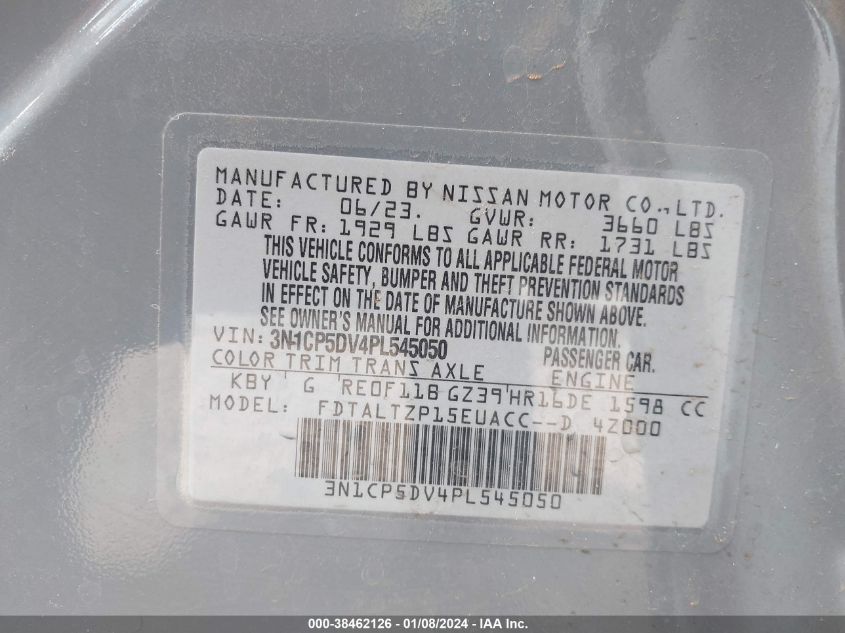 MANUFACTURED BY NISSAN MOTOR CO.,LTD.
DATE: 06/23. GVWR: 3660 LBS
GAWR FR: 1929 LBS GAWR RR: 1731 LBS
THIS VEHICLE CONFORMS TO ALL APPLICABLE FEDERAL MOTOR
VEHICLE SAFETY, BUMPER AND THEFT PREVENTION STANDARDS
IN EFFECT ON THE DATE OF MANUFACTURE SHOWN ABOVE.
SEE OWNER'S MANUAL FOR ADDITIONAL INFORMATION.
VIN: 3N1CP5DV4PL545050 PASSENGER CAR.
COLOR TRIM TRANS AXLE ENGINE
KBY G RE0F11B GZ39 HR16DE 1598 CC
MODEL: FDTALTZP15EUACC--D 4Z000
3N1CP5DV4PL545050
000-38462126 - 01/08/2024 - IAA Inc.